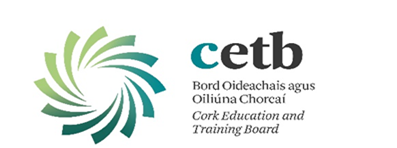 cetb
Bord Oideachais agus
Oiliúna Chorcaí
Cork Education and
Training Board